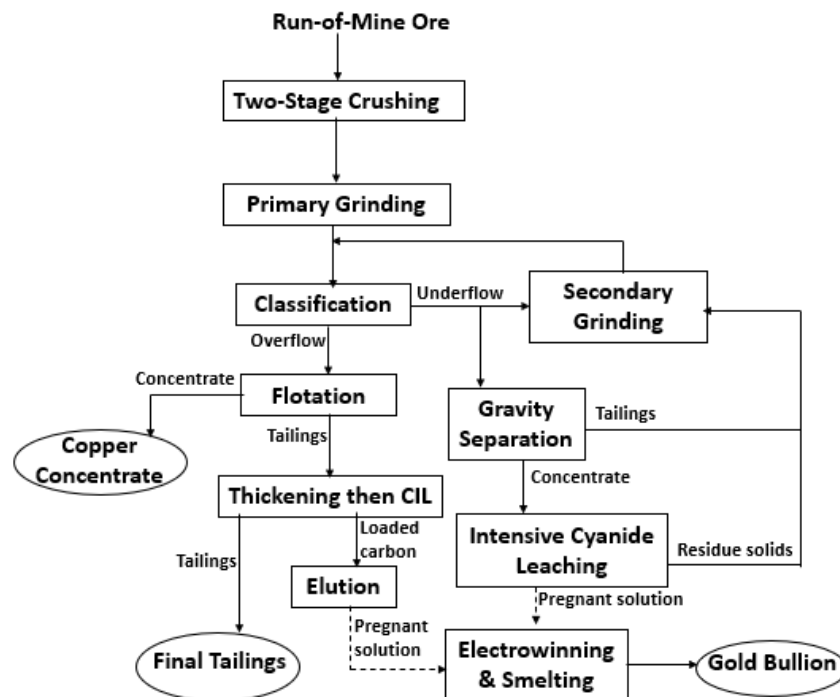 Run-of-Mine Ore
Two-Stage Crushing
Primary Grinding
Classification
Underflow
Secondary
Grinding
Overflow
Concentrate
Flotation
Gravity
Separation
Tailings
Copper
Concentrate
Tailings
Concentrate
Thickening then CIL
Tailings
Loaded
carbon
Intensive Cyanide
Leaching
Residue solids
Elution
Pregnant solution
Pregnant
solution
Final Tailings
Electrowinning
& Smelting
Gold Bullion